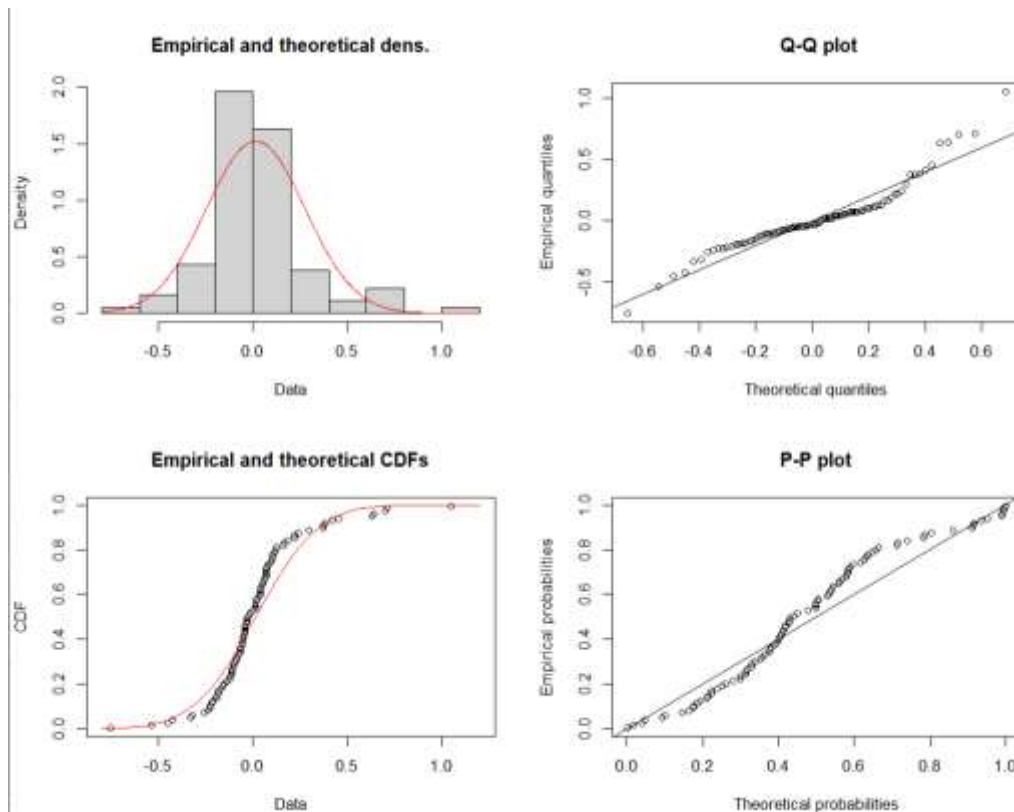 Empirical and theoretical dens.
Density
0.0 0.5 1.0 1.5 2.0
-0.5 0.0 0.5 1.0
Data
Q-Q plot
Empirical quantiles
-0.5 0.0 0.5 1.0
-0.6 -0.4 -0.2 0.0 0.2 0.4 0.6
Theoretical quantiles
Empirical and theoretical CDFs
CDF
0.0 0.2 0.4 0.6 0.8 1.0
-0.5 0.0 0.5 1.0
Data
P-P plot
Empirical probabilities
0.0 0.2 0.4 0.6 0.8 1.0
0.0 0.2 0.4 0.6 0.8 1.0
Theoretical probabilities